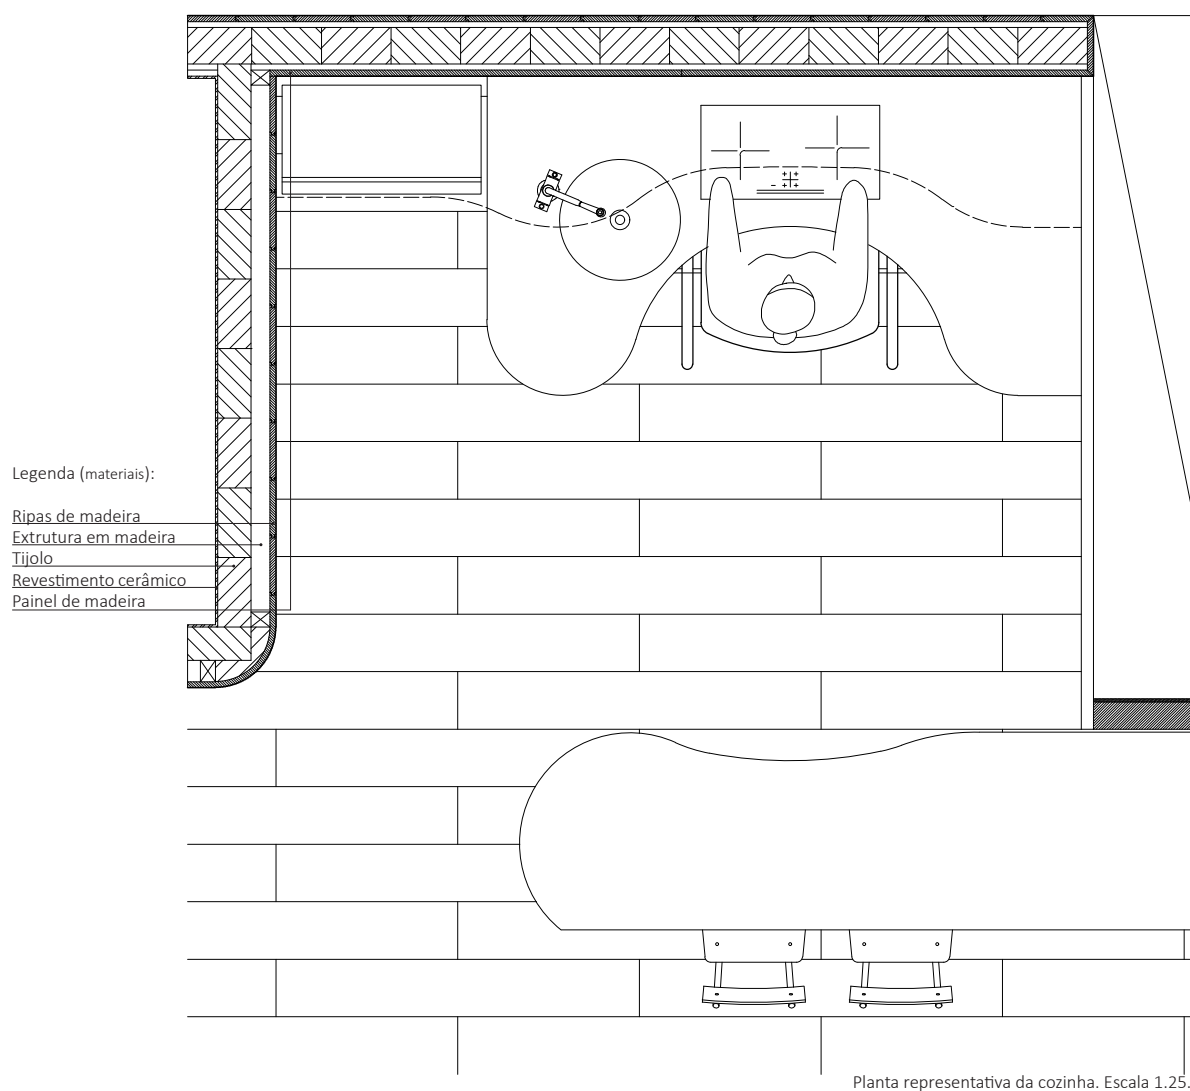 Legenda (materiais):
Ripas de madeira
Extrutura em madeira
Tijolo
Revestimento cerâmico
Painel de madeira
Planta representativa da cozinha. Escala 1.25.